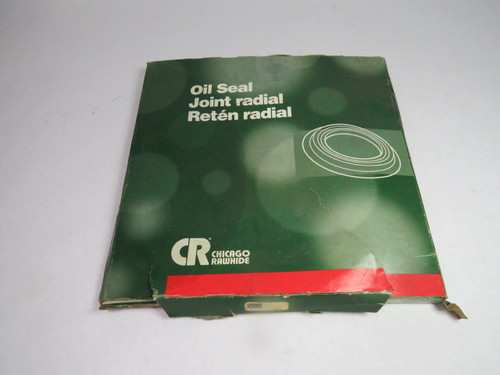 Oil Seal
Joint radial
Retén radial
CR
CHICAGO
RAWHIDE